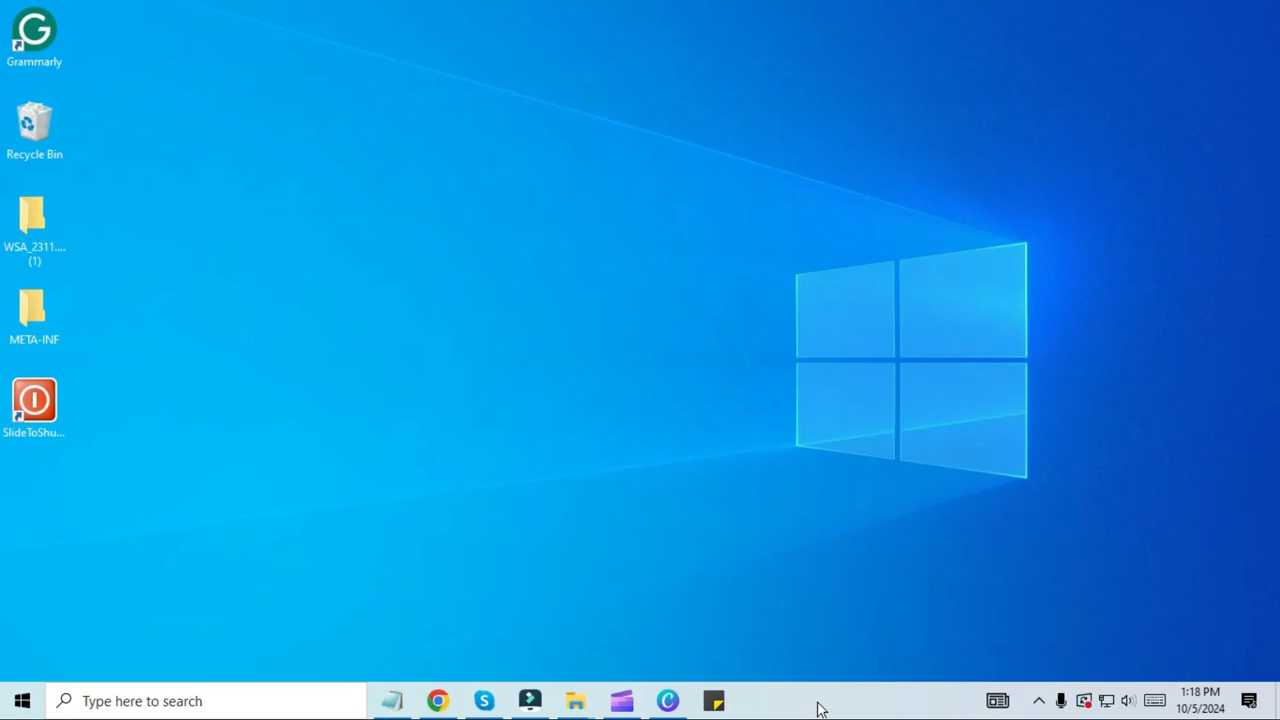 Grammarly
Recycle Bin
WSA_2311....
(1)
META-INF
SlideToShu...
Type here to search
1:18 PM
10/5/2024